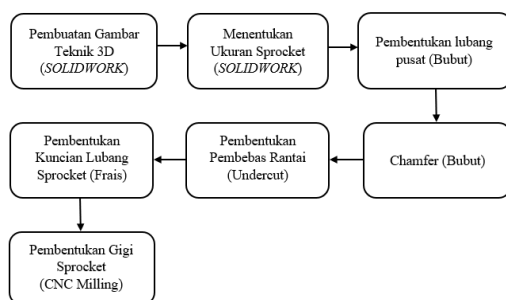 Pembuatan Gambar
Teknik 3D
(SOLIDWORK)
Menentukan
Ukuran Sprocket
(SOLIDWORK)
Pembentukan lubang
pusat (Bubut)
Chamfer (Bubut)
Pembentukan
Pembebas Rantai
(Undercut)
Pembentukan
Kuncian Lubang
Sprocket (Frais)
Pembentukan Gigi
Sprocket
(CNC Milling)